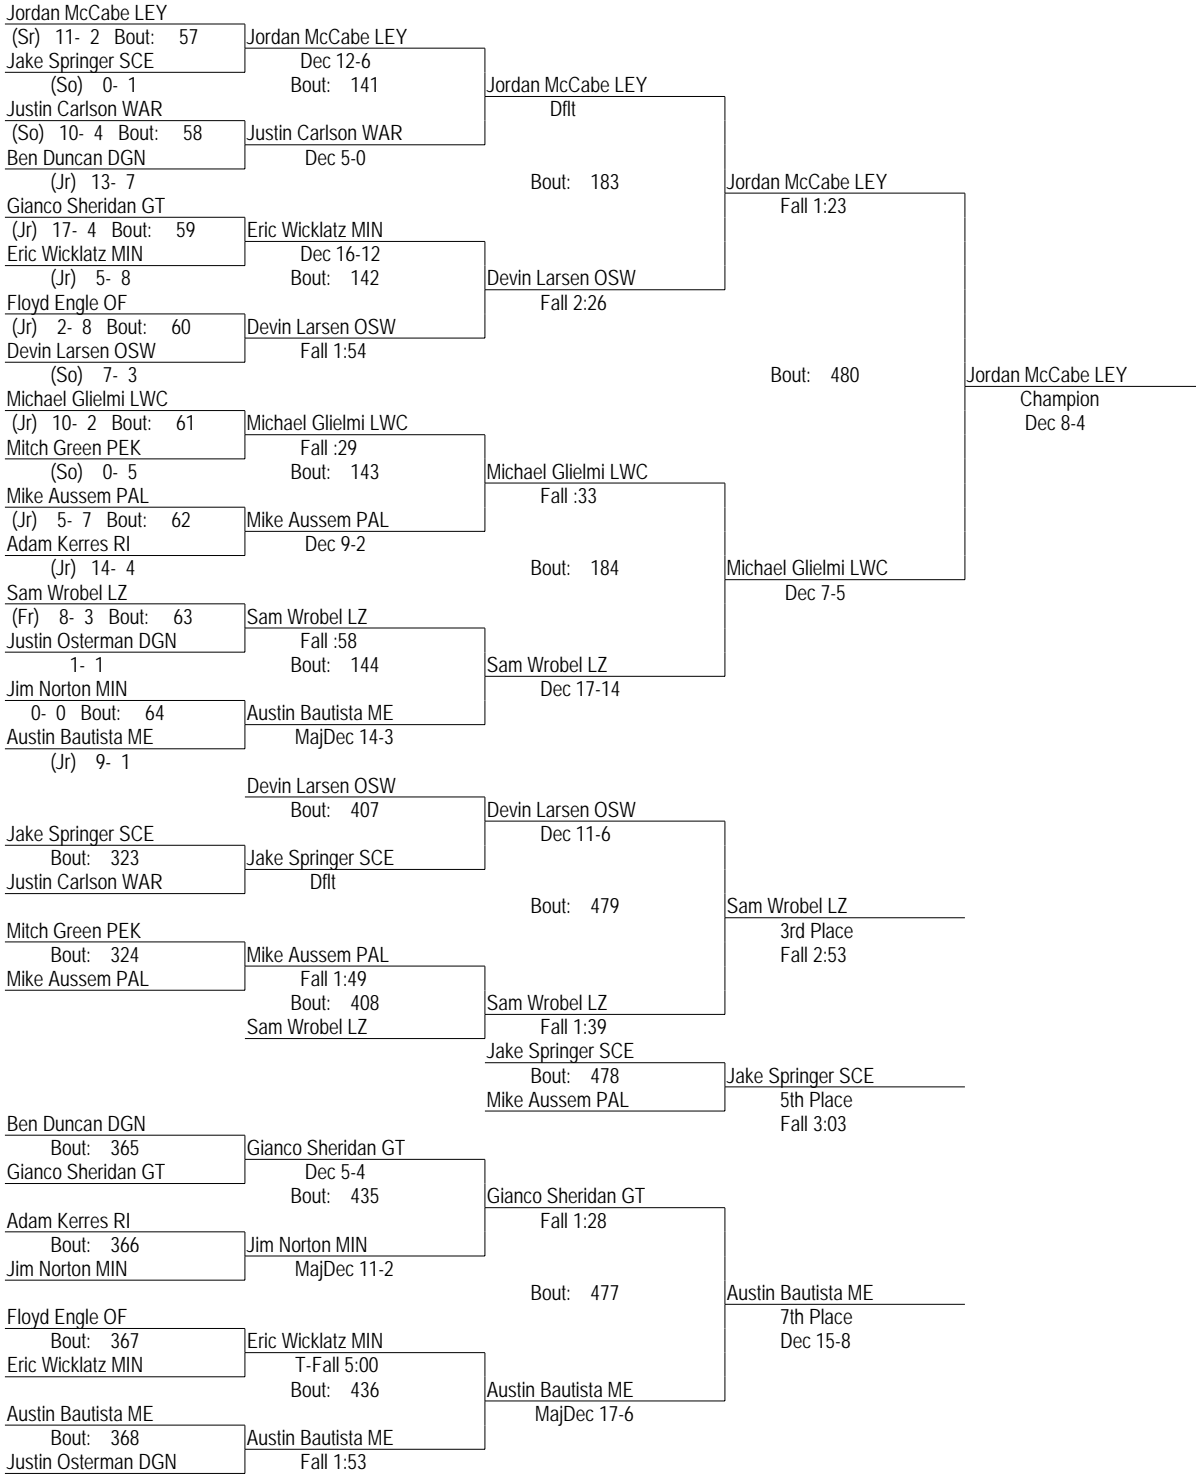 Jordan McCabe LEY
(Sr) 11- 2 Bout: 57 Jordan McCabe LEY
Jake Springer SCE Dec 12-6
(So) 0- 1 Bout: 141 Jordan McCabe LEY
Justin Carlson WAR Dflt
(So) 10- 4 Bout: 58 Justin Carlson WAR
Ben Duncan DGN Dec 5-0
(Jr) 13- 7 Bout: 183 Jordan McCabe LEY
Gianco Sheridan GT Fall 1:23
(Jr) 17- 4 Bout: 59 Eric Wicklatz MIN
Eric Wicklatz MIN Dec 16-12
(Jr) 5- 8 Bout: 142 Devin Larsen OSW
Floyd Engle OF Fall 2:26
(Jr) 2- 8 Bout: 60 Devin Larsen OSW
Devin Larsen OSW Fall 1:54
(So) 7- 3 Bout: 480 Jordan McCabe LEY
Michael Glielmi LWC Champion
(Jr) 10- 2 Bout: 61 Michael Glielmi LWC Dec 8-4
Mitch Green PEK Fall :29
(So) 0- 5 Bout: 143 Michael Glielmi LWC
Mike Aussem PAL Fall :33
(Jr) 5- 7 Bout: 62 Mike Aussem PAL
Adam Kerres RI Dec 9-2
(Jr) 14- 4 Bout: 184 Michael Glielmi LWC
Sam Wrobel LZ Dec 7-5
(Fr) 8- 3 Bout: 63 Sam Wrobel LZ
Justin Osterman DGN Fall :58
1- 1 Bout: 144 Sam Wrobel LZ
Jim Norton MIN Dec 17-14
0- 0 Bout: 64 Austin Bautista ME
Austin Bautista ME MajDec 14-3
(Jr) 9- 1
Devin Larsen OSW
Bout: 407 Devin Larsen OSW
Jake Springer SCE Dec 11-6
Bout: 323 Jake Springer SCE
Justin Carlson WAR Dflt
Bout: 479 Sam Wrobel LZ
Mitch Green PEK 3rd Place
Bout: 324 Mike Aussem PAL Fall 2:53
Mike Aussem PAL Fall 1:49
Bout: 408 Sam Wrobel LZ
Sam Wrobel LZ Fall 1:39
Jake Springer SCE
Bout: 478 Jake Springer SCE
Mike Aussem PAL 5th Place
Ben Duncan DGN Fall 3:03
Bout: 365 Gianco Sheridan GT
Gianco Sheridan GT Dec 5-4
Bout: 435 Gianco Sheridan GT
Adam Kerres RI Fall 1:28
Bout: 366 Jim Norton MIN
Jim Norton MIN MajDec 11-2
Bout: 477 Austin Bautista ME
Floyd Engle OF 7th Place
Bout: 367 Eric Wicklatz MIN Dec 15-8
Eric Wicklatz MIN T-Fall 5:00
Bout: 436 Austin Bautista ME
Austin Bautista ME MajDec 17-6
Bout: 368 Austin Bautista ME
Justin Osterman DGN Fall 1:53